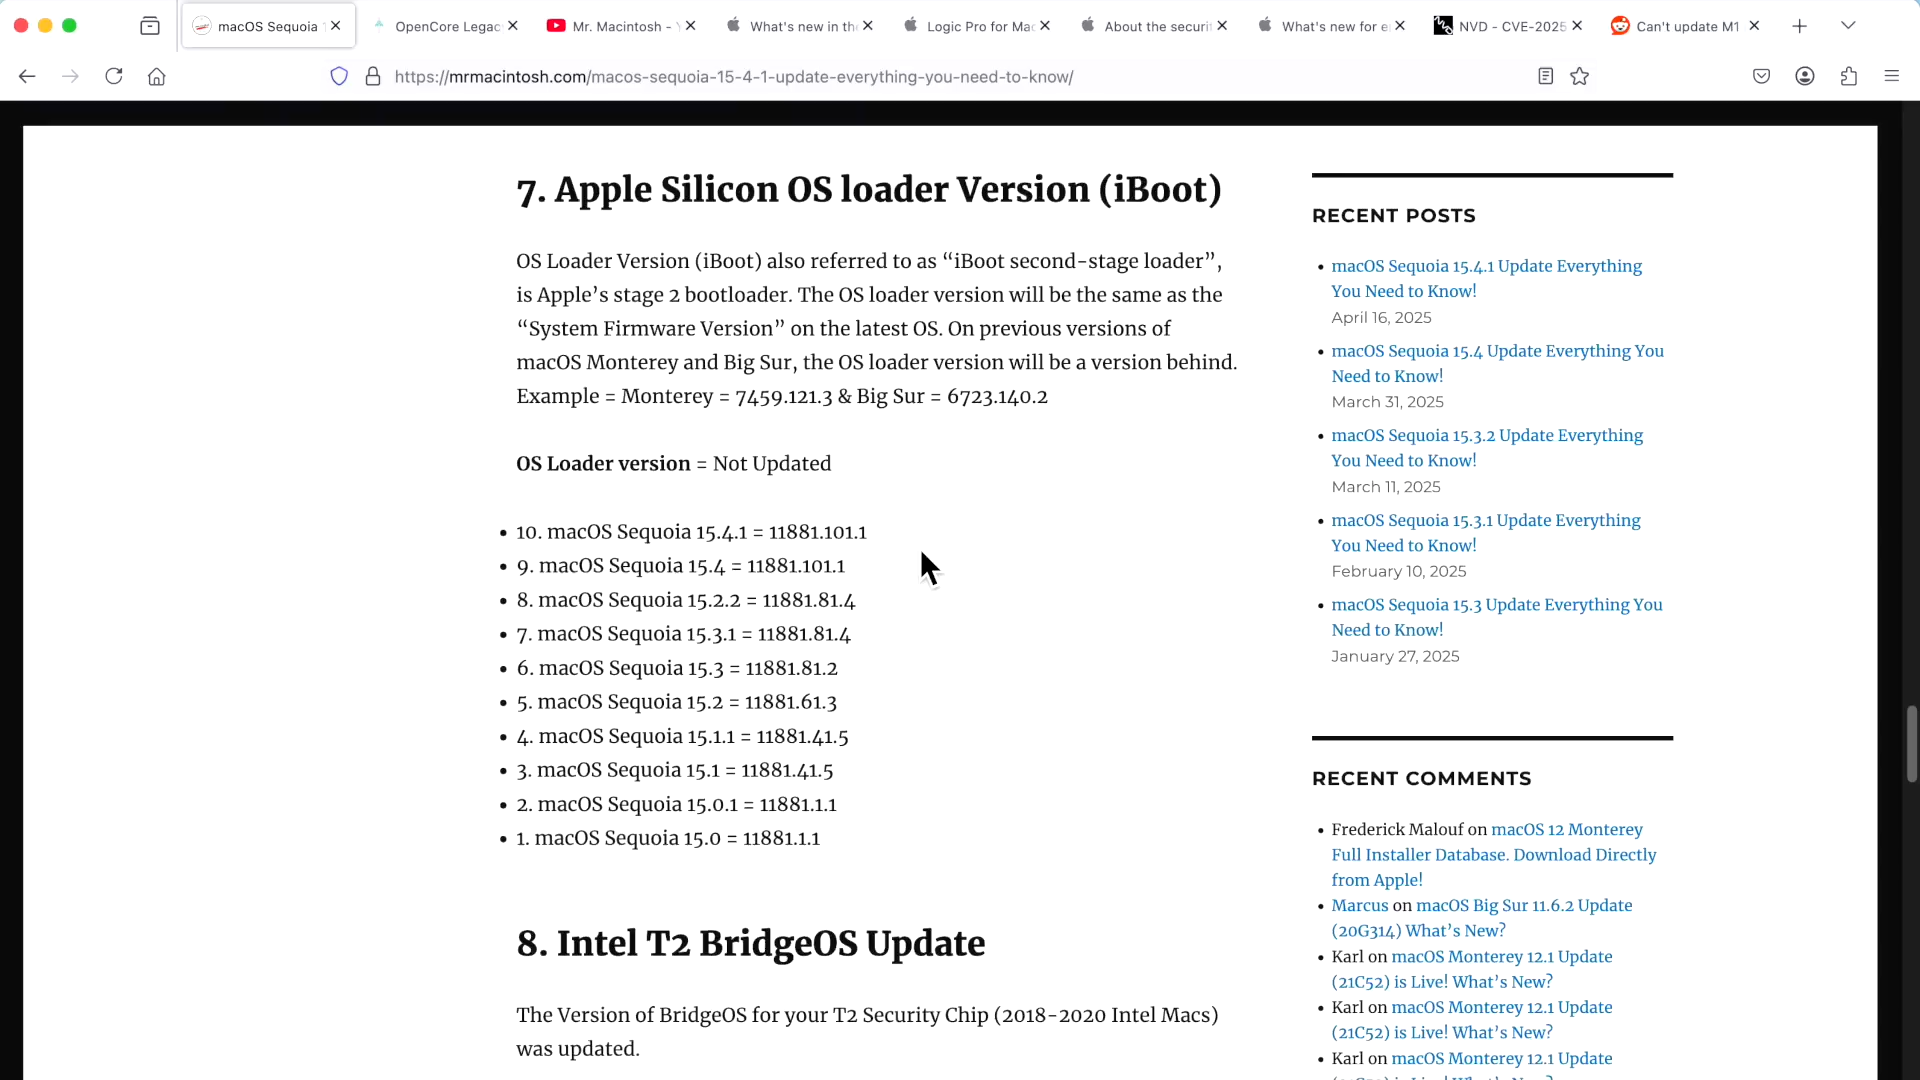 macOS Sequoia 1
OpenCore Legac
Mr. Macintosh - Y
What's new in th
Logic Pro for Mac
About the securi
What's new for e
NVD - CVE-2025
Can't update M1
https://mrmacintosh.com/macos-sequoia-15-4-1-update-everything-you-need-to-know/
7. Apple Silicon OS loader Version (iBoot)
OS Loader Version (iBoot) also referred to as “iBoot second-stage loader”,
is Apple’s stage 2 bootloader. The OS loader version will be the same as the
“System Firmware Version” on the latest OS. On previous versions of
macOS Monterey and Big Sur, the OS loader version will be a version behind.
Example = Monterey = 7459.121.3 & Big Sur = 6723.140.2
OS Loader version = Not Updated
• 10. macOS Sequoia 15.4.1 = 11881.101.1
• 9. macOS Sequoia 15.4 = 11881.101.1
• 8. macOS Sequoia 15.2.2 = 11881.81.4
• 7. macOS Sequoia 15.3.1 = 11881.81.4
• 6. macOS Sequoia 15.3 = 11881.81.2
• 5. macOS Sequoia 15.2 = 11881.61.3
• 4. macOS Sequoia 15.1.1 = 11881.41.5
• 3. macOS Sequoia 15.1 = 11881.41.5
• 2. macOS Sequoia 15.0.1 = 11881.1.1
• 1. macOS Sequoia 15.0 = 11881.1.1
8. Intel T2 BridgeOS Update
The Version of BridgeOS for your T2 Security Chip (2018-2020 Intel Macs)
was updated.
RECENT POSTS
• macOS Sequoia 15.4.1 Update Everything
You Need to Know!
April 16, 2025
• macOS Sequoia 15.4 Update Everything You
Need to Know!
March 31, 2025
• macOS Sequoia 15.3.2 Update Everything
You Need to Know!
March 11, 2025
• macOS Sequoia 15.3.1 Update Everything
You Need to Know!
February 10, 2025
• macOS Sequoia 15.3 Update Everything You
Need to Know!
January 27, 2025
RECENT COMMENTS
• Frederick Malouf on macOS 12 Monterey
Full Installer Database. Download Directly
from Apple!
• Marcus on macOS Big Sur 11.6.2 Update
(20G314) What’s New?
• Karl on macOS Monterey 12.1 Update
(21C52) is Live! What’s New?
• Karl on macOS Monterey 12.1 Update
(21C52) is Live! What’s New?
• Karl on macOS Monterey 12.1 Update